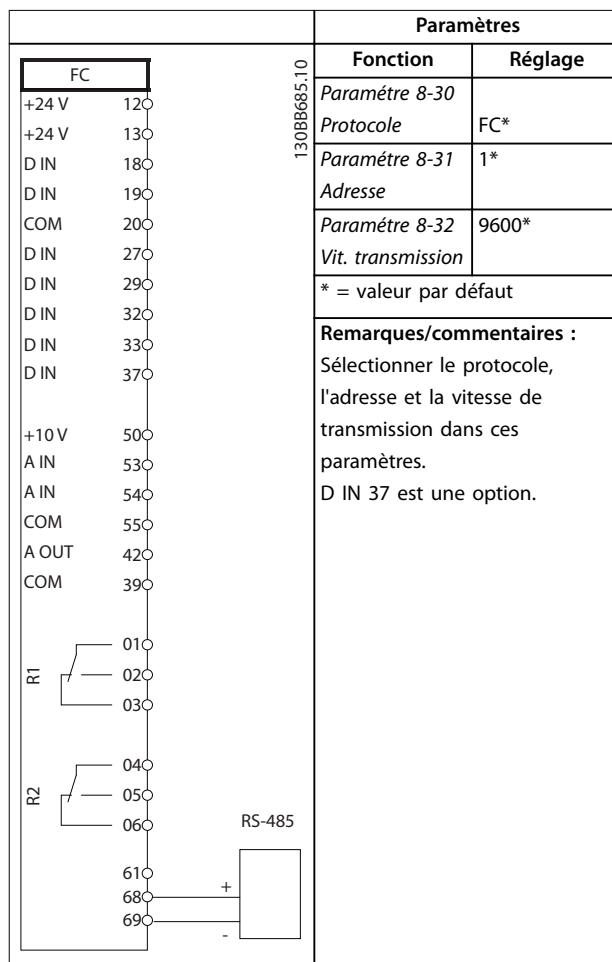 FC
130BB685.10
+24 V 12
+24 V 13
D IN 18
D IN 19
COM 20
D IN 27
D IN 29
D IN 32
D IN 33
D IN 37
+10 V 50
A IN 53
A IN 54
COM 55
A OUT 42
COM 39
R1
01
02
03
R2
04
05
06
RS-485
61
68 +
69 -
Paramètres
Fonction Réglage
Paramétre 8-30
Protocole FC*
Paramétre 8-31 1*
Adresse
Paramétre 8-32 9600*
Vit. transmission
* = valeur par défaut
Remarques/commentaires :
Sélectionner le protocole,
l'adresse et la vitesse de
transmission dans ces
paramètres.
D IN 37 est une option.